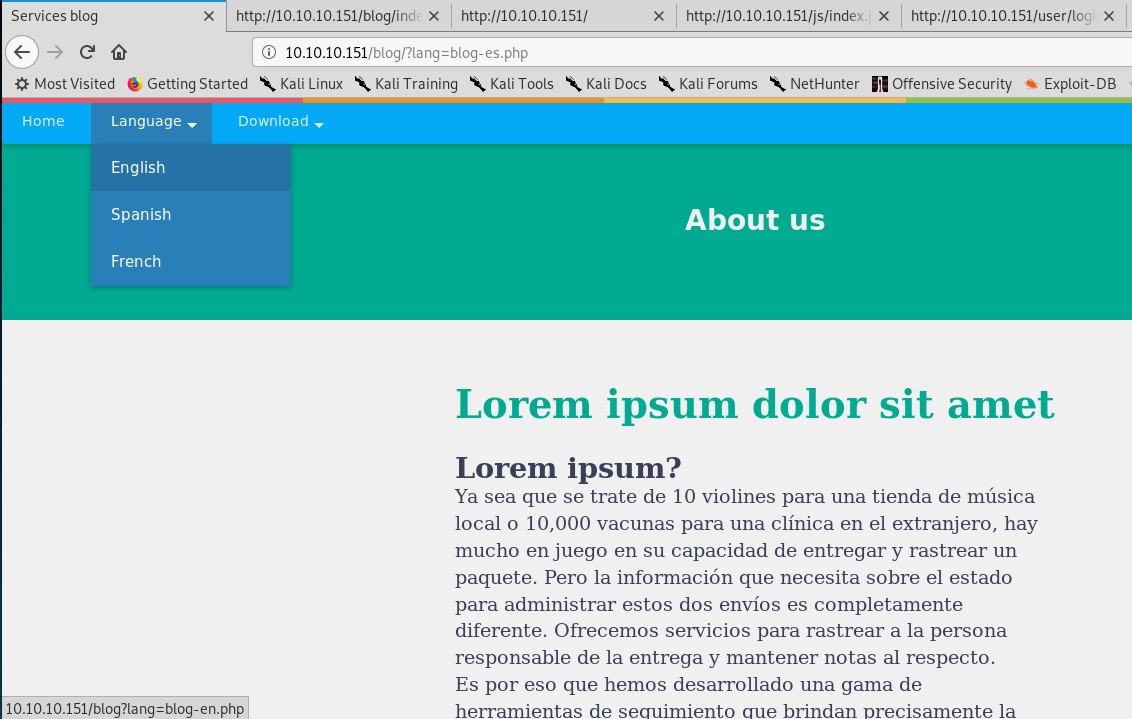 Services blog
http://10.10.10.151/blog/inde
http://10.10.10.151/
http://10.10.10.151/js/index.j
http://10.10.10.151/user/logi
10.10.10.151/blog/?lang=blog-es.php
Most Visited Getting Started Kali Linux Kali Training Kali Tools Kali Docs Kali Forums NetHunter Offensive Security Exploit-DB
Home Language Download
English
Spanish
French
About us
Lorem ipsum dolor sit amet
Lorem ipsum?
Ya sea que se trate de 10 violines para una tienda de música
local o 10,000 vacunas para una clínica en el extranjero, hay
mucho en juego en su capacidad de entregar y rastrear un
paquete. Pero la información que necesita sobre el estado
para administrar estos dos envíos es completamente
diferente. Ofrecemos servicios para rastrear a la persona
responsable de la entrega y mantener notas al respecto.
Es por eso que hemos desarrollado una gama de
herramientas de seguimiento que brindan precisamente la
10.10.10.151/blog?lang=blog-en.php